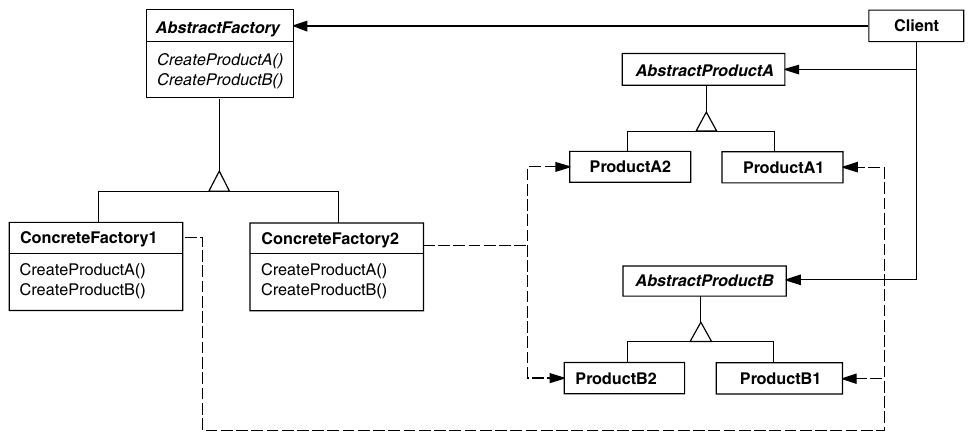 AbstractFactory
CreateProductA()
CreateProductB()
Client
AbstractProductA
ProductA2
ProductA1
ConcreteFactory1
CreateProductA()
CreateProductB()
ConcreteFactory2
CreateProductA()
CreateProductB()
AbstractProductB
ProductB2
ProductB1